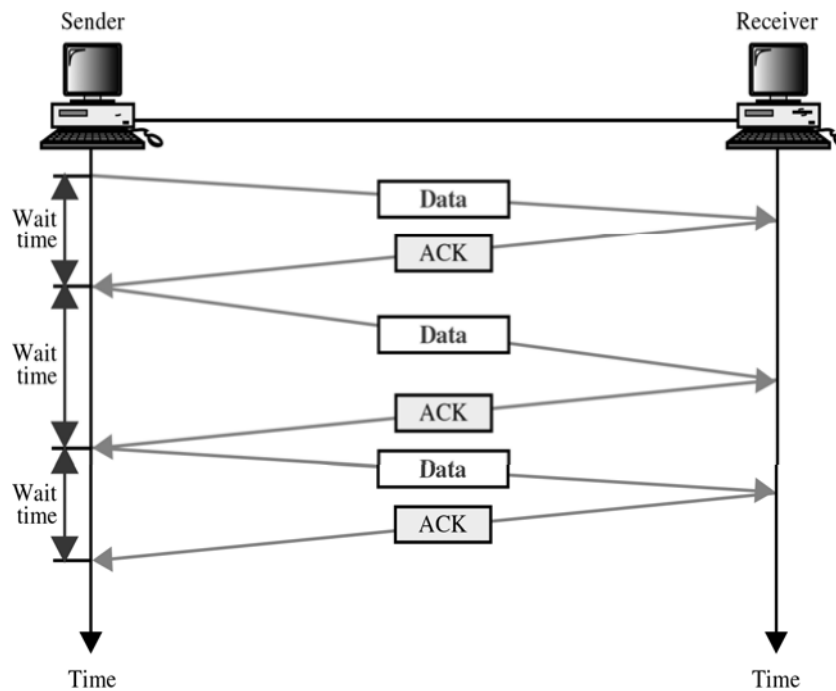 Sender
Receiver
Data
Wait
time
ACK
Data
Wait
time
ACK
Data
Wait
time
ACK
Time
Time